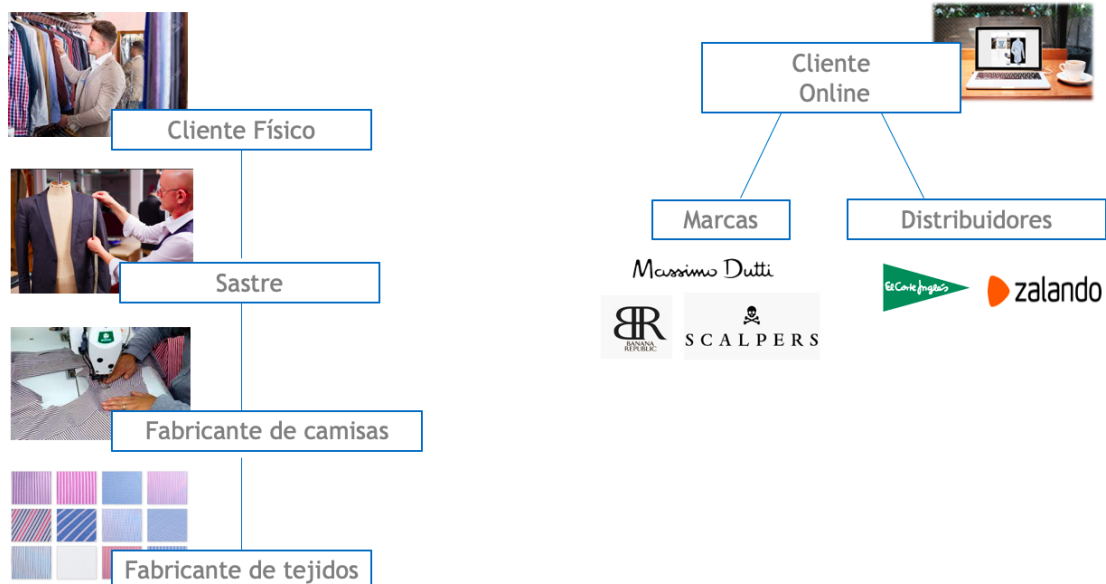 Cliente Físico
Sastre
Fabricante de camisas
Fabricante de tejidos
Cliente
Online
Marcas
Distribuidores
Massimo Dutti
BR
BANANA
REPUBLIC
SCALPERS
El Corte Inglés
zalando